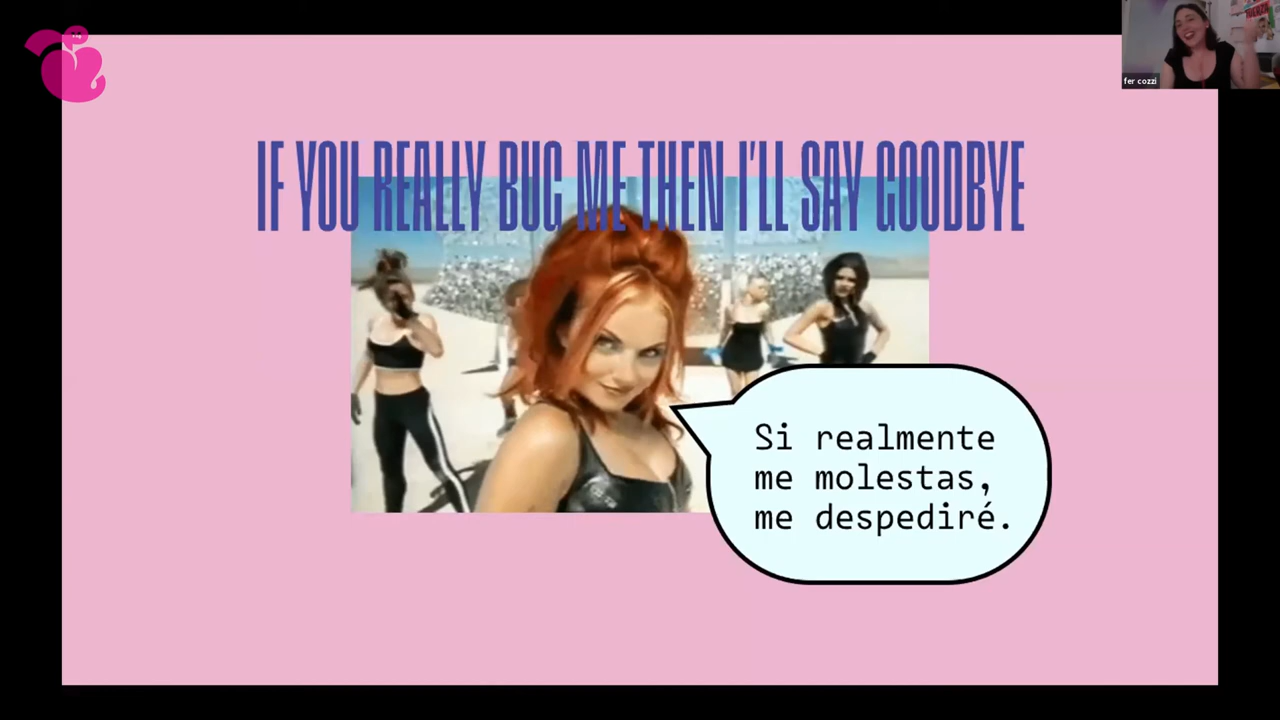 fer cozzi
IF YOU REALLY BUG ME THEN I'LL SAY GOODBYE
Si realmente
me molestas,
me despediré.